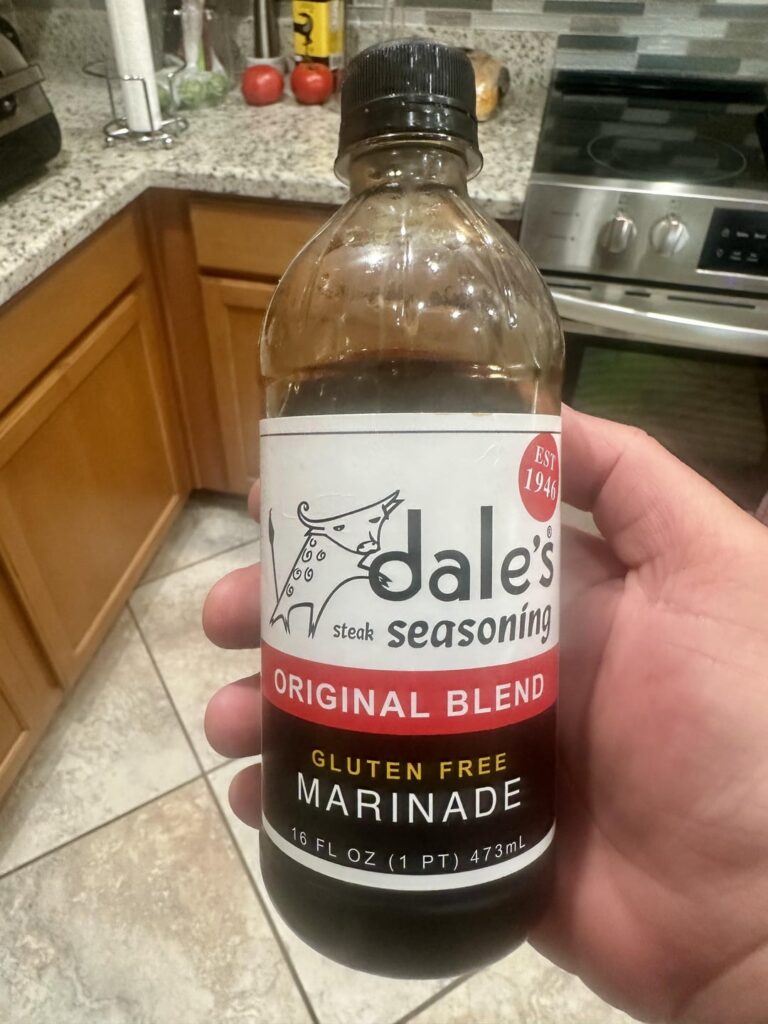 EST
1946
dale's®
steak seasoning
ORIGINAL BLEND
GLUTEN FREE
MARINADE
16 FL OZ (1 PT) 473mL